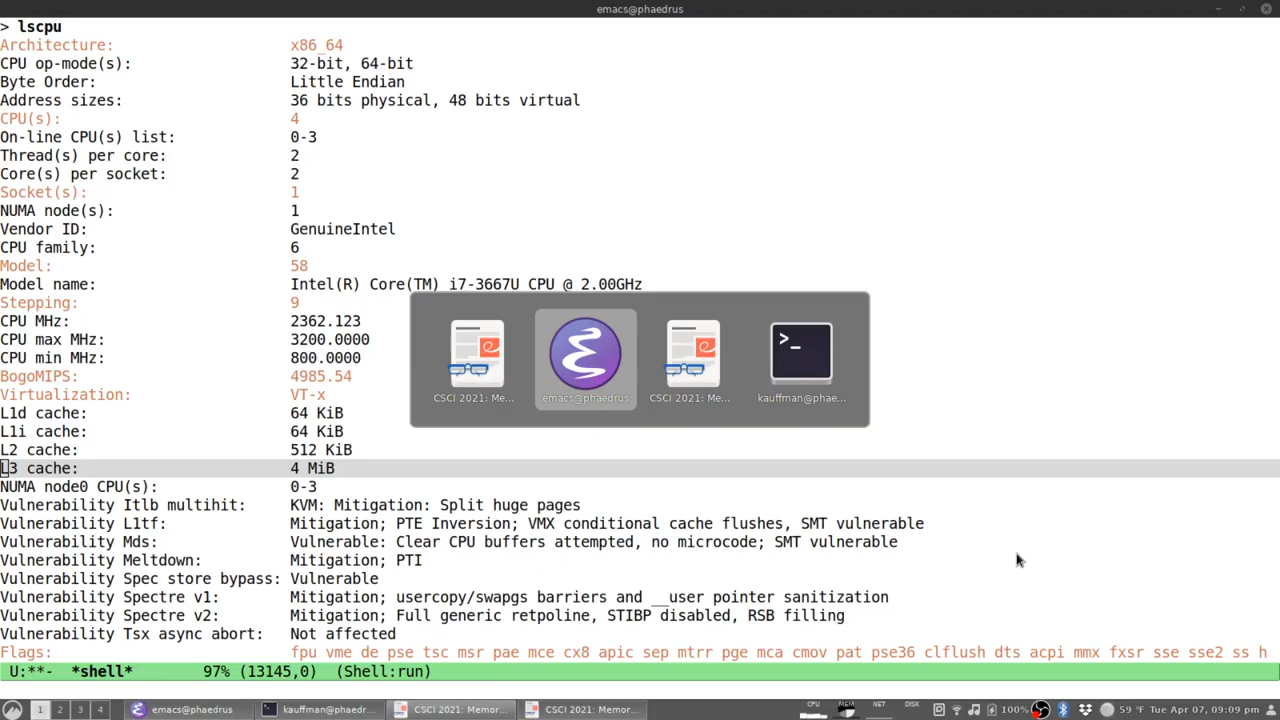 emacs@phaedrus
> lscpu
Architecture: x86_64
CPU op-mode(s): 32-bit, 64-bit
Byte Order: Little Endian
Address sizes: 36 bits physical, 48 bits virtual
CPU(s): 4
On-line CPU(s) list: 0-3
Thread(s) per core: 2
Core(s) per socket: 2
Socket(s): 1
NUMA node(s): 1
Vendor ID: GenuineIntel
CPU family: 6
Model: 58
Model name: Intel(R) Core(TM) i7-3667U CPU @ 2.00GHz
Stepping: 9
CPU MHz: 2362.123
CPU max MHz: 3200.0000
CPU min MHz: 800.0000
BogoMIPS: 4985.54
Virtualization: VT-x
CSCI 2021: Me... emacs@phaedrus CSCI 2021: Me... kauffman@phae...
L1d cache: 64 KiB
L1i cache: 64 KiB
L2 cache: 512 KiB
L3 cache: 4 MiB
NUMA node0 CPU(s): 0-3
Vulnerability Itlb multihit: KVM: Mitigation: Split huge pages
Vulnerability L1tf: Mitigation; PTE Inversion; VMX conditional cache flushes, SMT vulnerable
Vulnerability Mds: Vulnerable: Clear CPU buffers attempted, no microcode; SMT vulnerable
Vulnerability Meltdown: Mitigation; PTI
Vulnerability Spec store bypass: Vulnerable
Vulnerability Spectre v1: Mitigation; usercopy/swapgs barriers and __user pointer sanitization
Vulnerability Spectre v2: Mitigation; Full generic retpoline, STIBP disabled, RSB filling
Vulnerability Tsx async abort: Not affected
Flags: fpu vme de pse tsc msr pae mce cx8 apic sep mtrr pge mca cmov pat pse36 clflush dts acpi mmx fxsr sse sse2 ss h
U:**- *shell* 97% (13145,0) (Shell:run)
1 2 3 4 emacs@phaedrus kauffman@phaedr... CSCI 2021: Memor... CSCI 2021: Memor... CPU MEM NET DISK 100% 59 °F Tue Apr 07, 09:09 PM